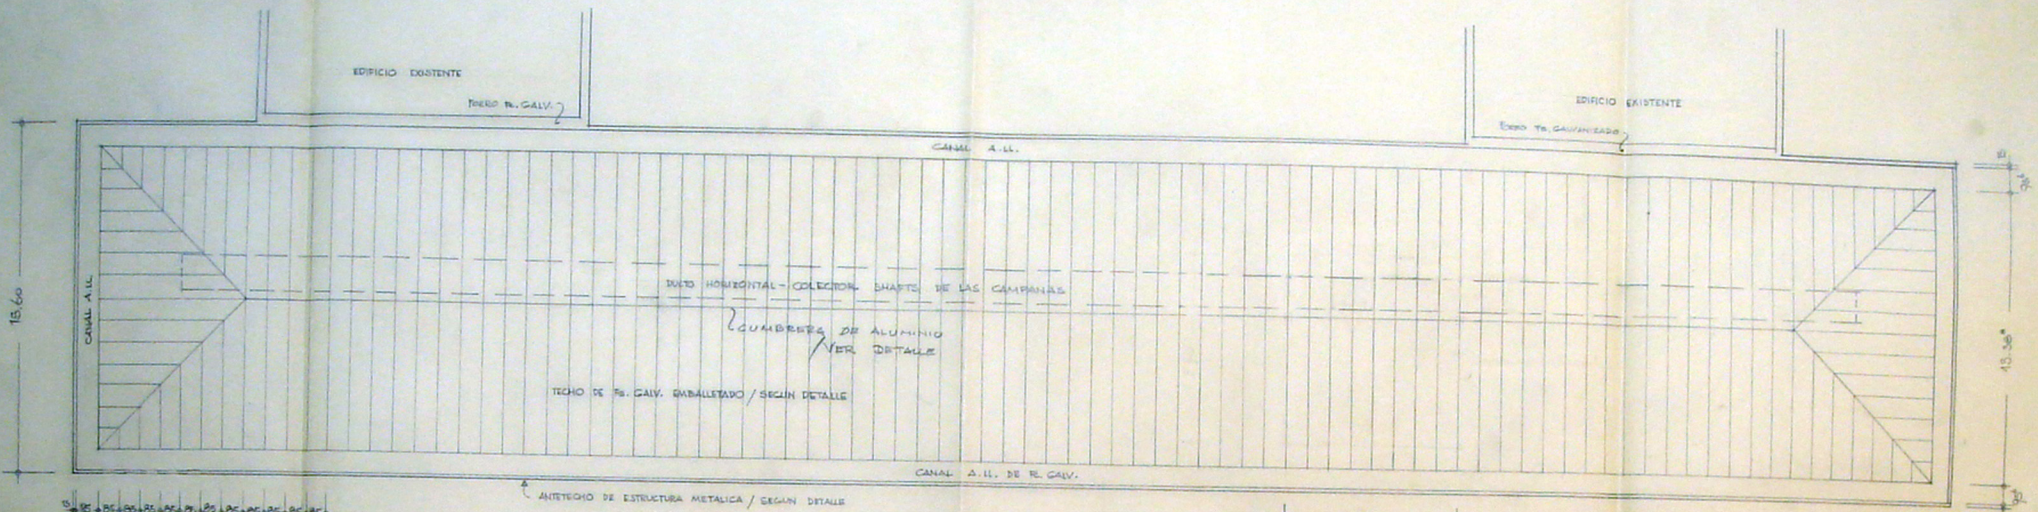 EDIFICIO EXISTENTE
FORRO FE. GALV.
EDIFICIO EXISTENTE
FORRO FE. GALVANIZADO
CANAL A.LL.
CANAL A.LL
18,60
DUCTO HORIZONTAL - COLECTOR SHAFTS DE LAS CAMPANAS
CUMBRERA DE ALUMINIO
/VER DETALLE
TECHO DE FE. GALV. EMBALLETADO / SEGUN DETALLE
CANAL A.LL. DE FE. GALV.
ANTETECHO DE ESTRUCTURA METALICA / SEGUN DETALLE